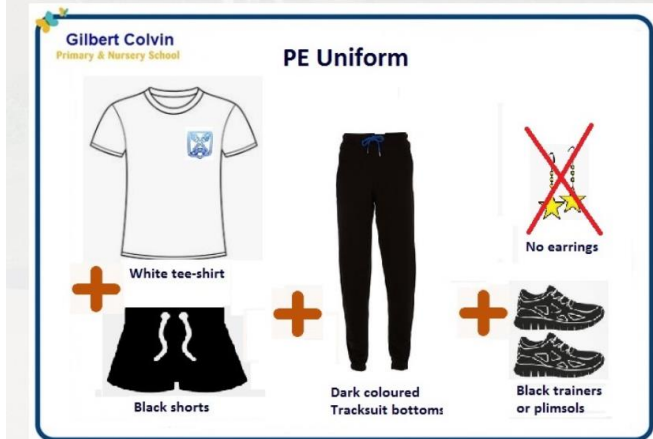 Gilbert Colvin
Primary & Nursery School
PE Uniform
White tee-shirt
Black shorts
Dark coloured
Tracksuit bottoms
No earrings
Black trainers
or plimsols